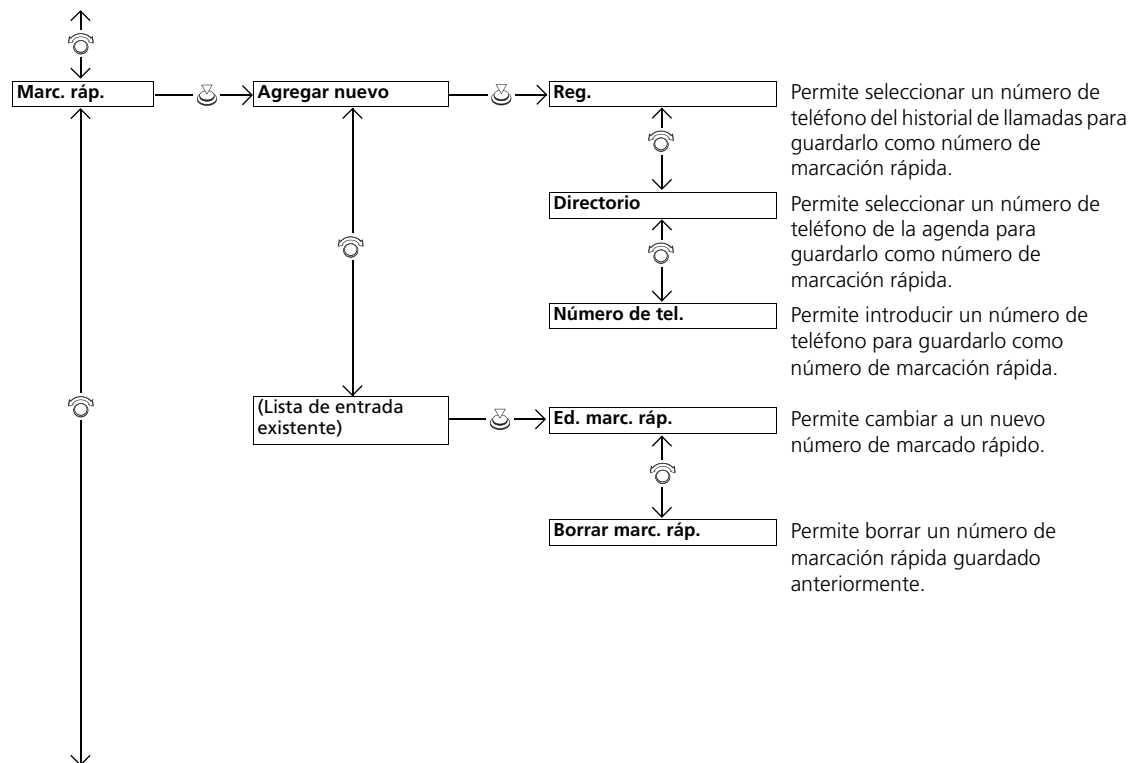 Marc. ráp.
Agregar nuevo
Reg.
Permite seleccionar un número de
teléfono del historial de llamadas para
guardarlo como número de
marcación rápida.
Directorio
Permite seleccionar un número de
teléfono de la agenda para
guardarlo como número de
marcación rápida.
Número de tel.
Permite introducir un número de
teléfono para guardarlo como
número de marcación rápida.
(Lista de entrada
existente)
Ed. marc. ráp.
Permite cambiar a un nuevo
número de marcado rápido.
Borrar marc. ráp.
Permite borrar un número de
marcación rápida guardado
anteriormente.